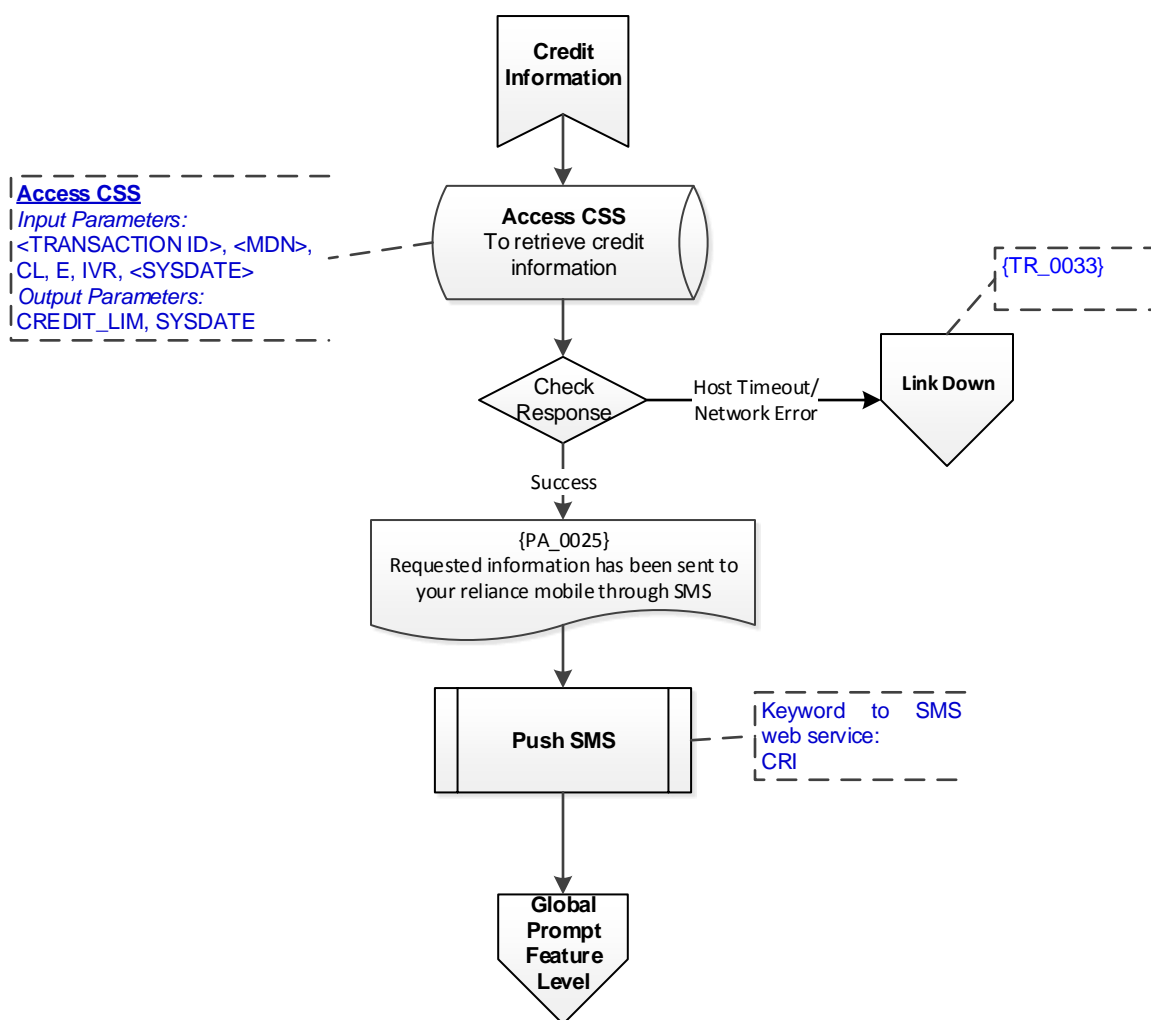 Credit
Information
Access CSS
Input Parameters:
<TRANSACTION ID>, <MDN>,
CL, E, IVR, <SYSDATE>
Output Parameters:
CREDIT_LIM, SYSDATE
Access CSS
To retrieve credit
information
{TR_0033}
Check
Response
Host Timeout/
Network Error
Link Down
Success
{PA_0025}
Requested information has been sent to
your reliance mobile through SMS
Push SMS
Keyword to SMS
web service:
CRI
Global
Prompt
Feature
Level